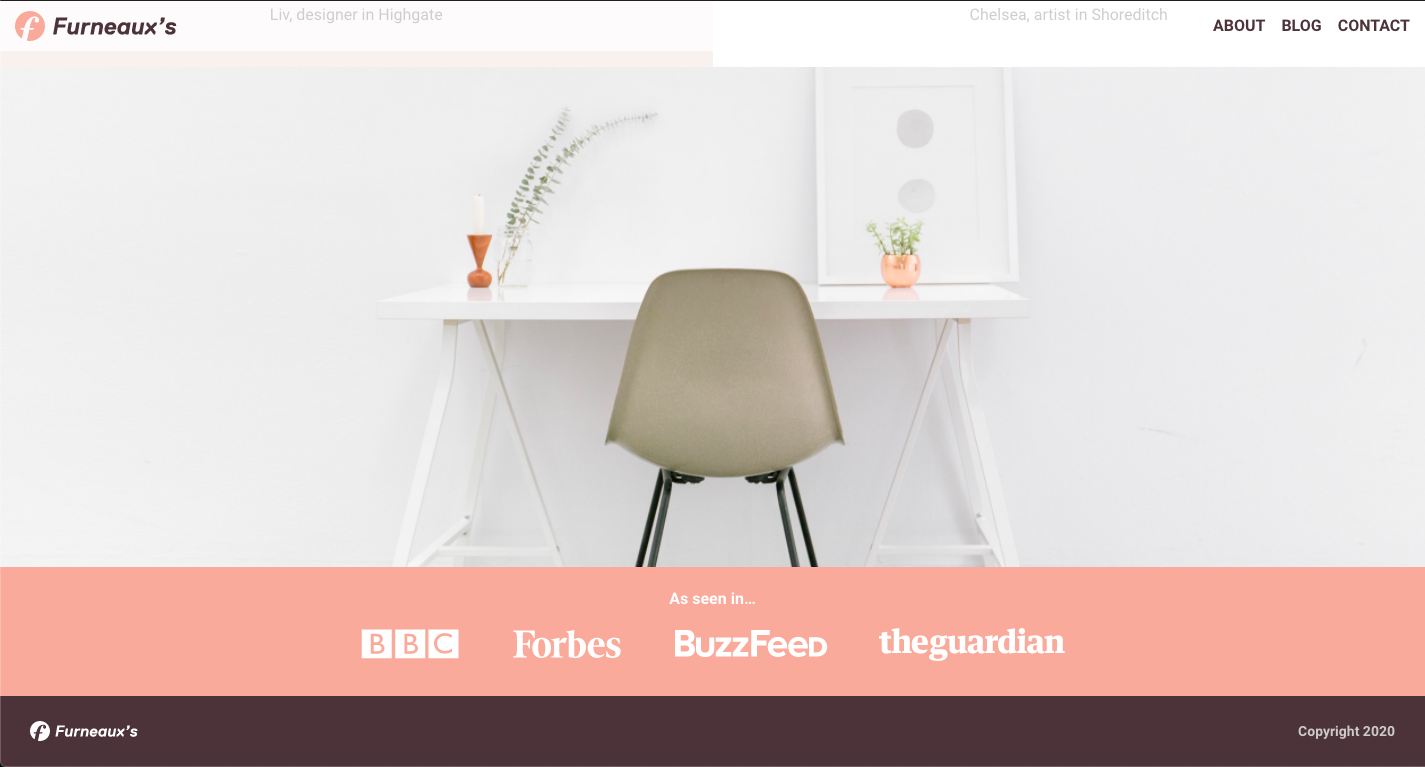 Liv, designer in Highgate
Chelsea, artist in Shoreditch
Furneaux's
ABOUT BLOG CONTACT
As seen in...
BBC Forbes BuzzFeed theguardian
Furneaux's
Copyright 2020